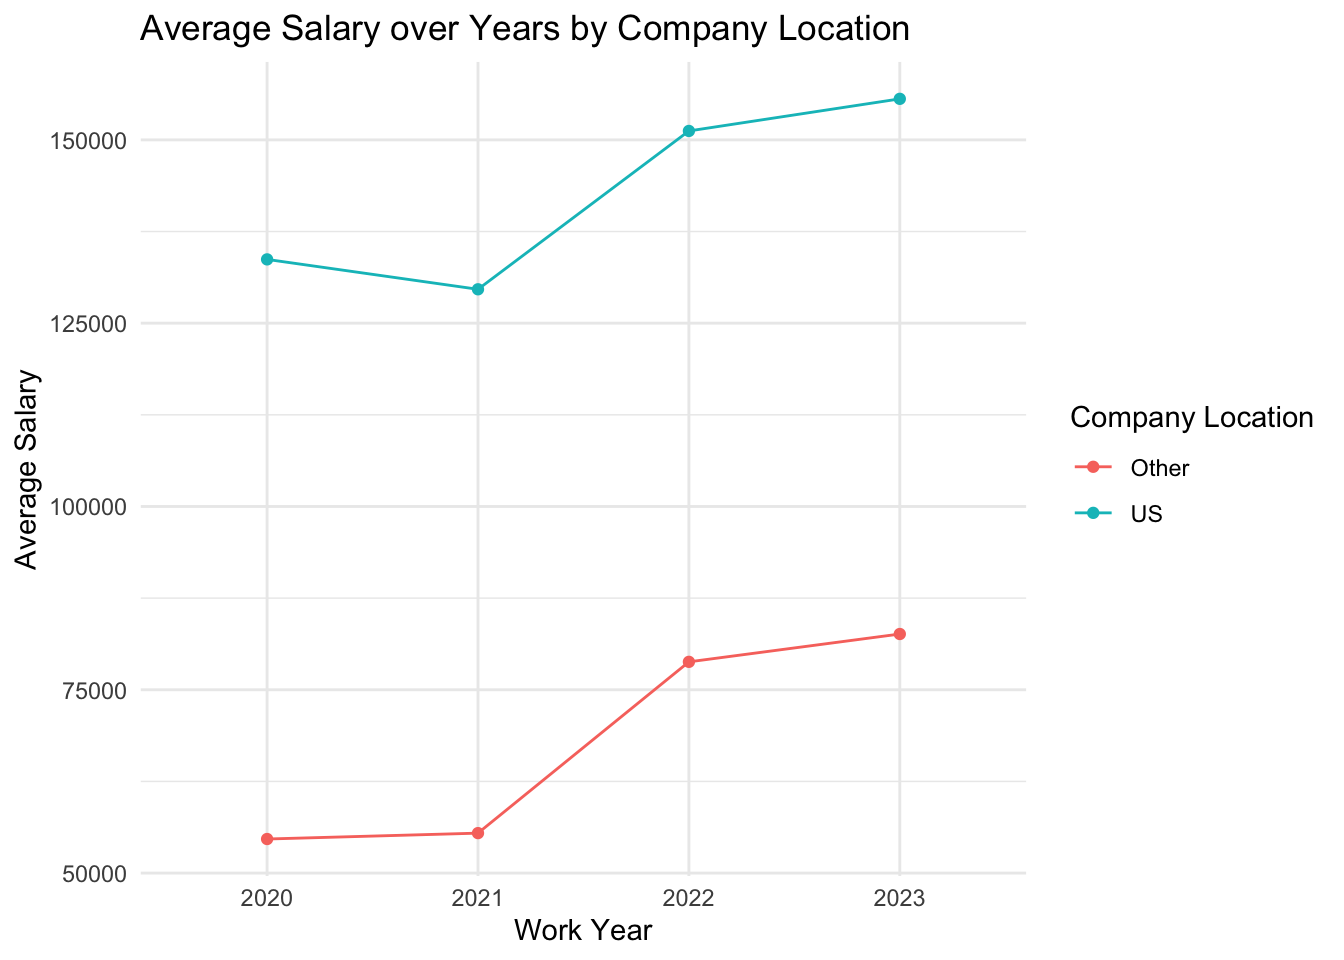 Average Salary over Years by Company Location
150000
125000
100000
75000
50000
Average Salary
2020 2021 2022 2023
Work Year
Company Location
Other
US